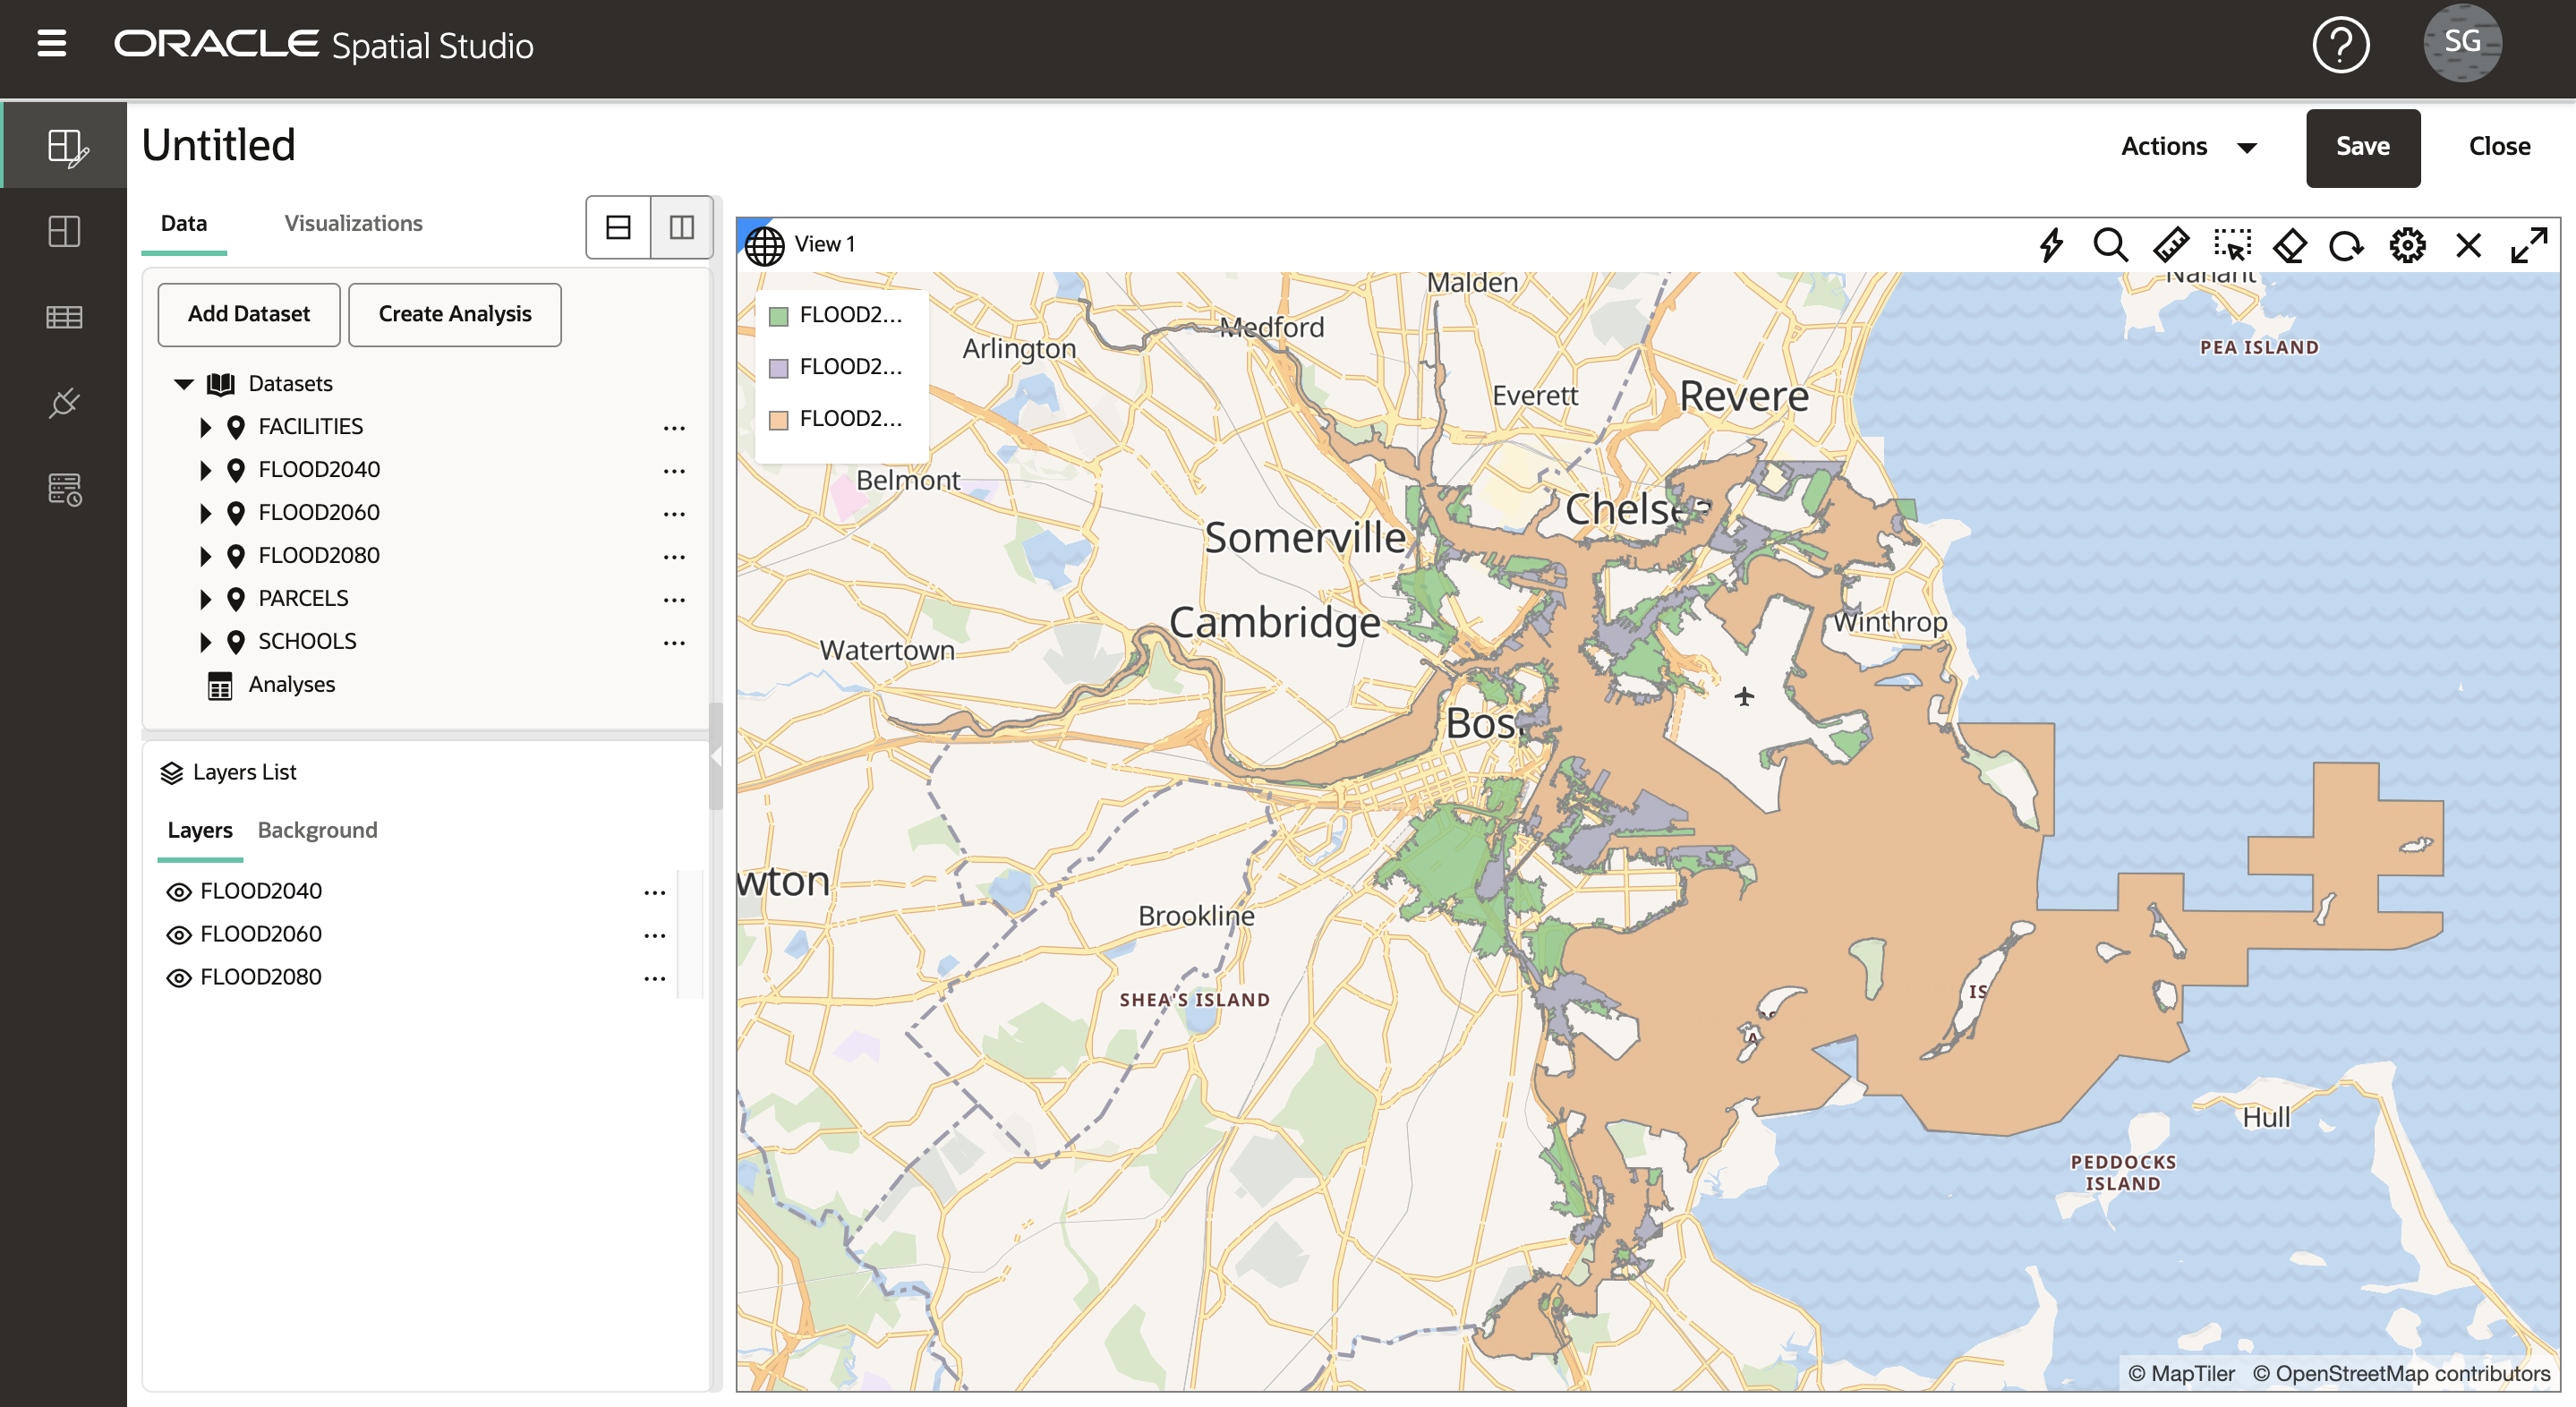 ORACLE Spatial Studio
SG
Untitled
Actions
Save
Close
Data
Visualizations
Add Dataset
Create Analysis
Datasets
FACILITIES
FLOOD2040
FLOOD2060
FLOOD2080
PARCELS
SCHOOLS
Analyses
Layers List
Layers
Background
FLOOD2040
FLOOD2060
FLOOD2080
View 1
FLOOD2...
FLOOD2...
FLOOD2...
Malden
Nahant
Medford
Arlington
PEA ISLAND
Everett
Revere
Belmont
Chelsea
Somerville
Cambridge
Winthrop
Watertown
Bos
wton
Brookline
SHEA'S ISLAND
IS
A
Hull
PEDDOCKS
ISLAND
© MapTiler © OpenStreetMap contributors